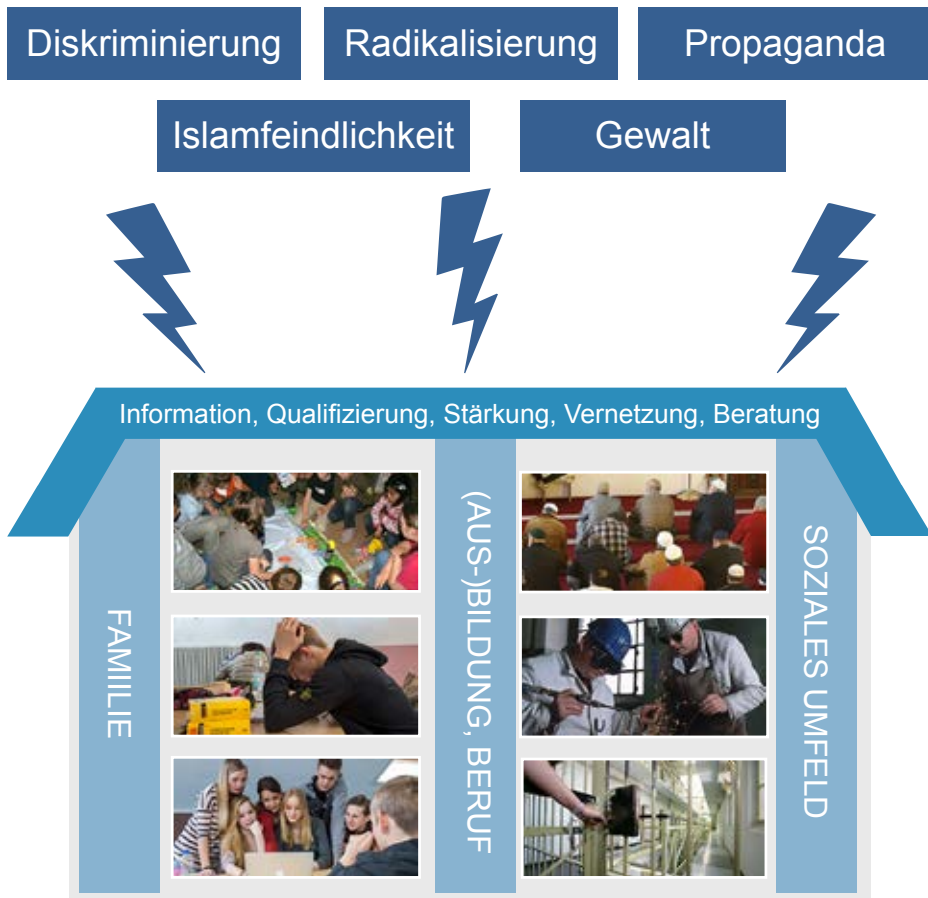 Diskriminierung
Radikalisierung
Propaganda
Islamfeindlichkeit
Gewalt
Information, Qualifizierung, Stärkung, Vernetzung, Beratung
FAMIILIE
(AUS-)BILDUNG, BERUF
SOZIALES UMFELD